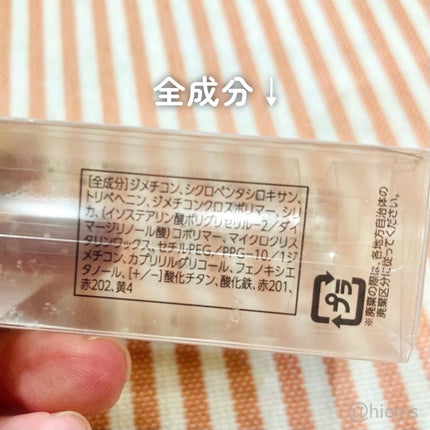 全成分↓
[全成分]ジメチコン、シクロペンタシロキサン、
トリベヘニン、ジメチコンクロスポリマー、シリ
カ、(イソステアリン酸ポリグリセリル-2/ダイ
マージリノール酸)コポリマー、マイクロクリス
タリンワックス、セチルPEG/PPG-10/1ジ
メチコン、カプリリルグリコール、フェノキシエ
タノール、[+/-]酸化チタン、酸化鉄、赤201、
赤202、黄4
プラ
※廃棄の際は、各地方自治体の
廃棄区分に従ってください。